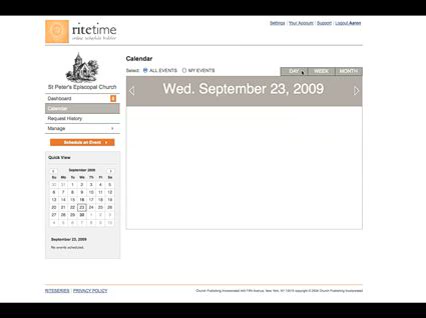 ritetime
online schedule builder
Settings | Your Account | Support | Logout Aaron
St Peter's Episcopal Church
Dashboard
Calendar
Request History
Manage
Schedule an Event
Quick View
September 2009
Su Mo Tu We Th Fr Sa
30 31 1 2 3 4 5
6 7 8 9 10 11 12
13 14 15 16 17 18 19
20 21 22 23 24 25 26
27 28 29 30 1 2 3
4 5 6 7 8 9 10
September 23, 2009
No events scheduled.
Calendar
Select: ALL EVENTS MY EVENTS
DAY WEEK MONTH
Wed. September 23, 2009
RITESERIES | PRIVACY POLICY